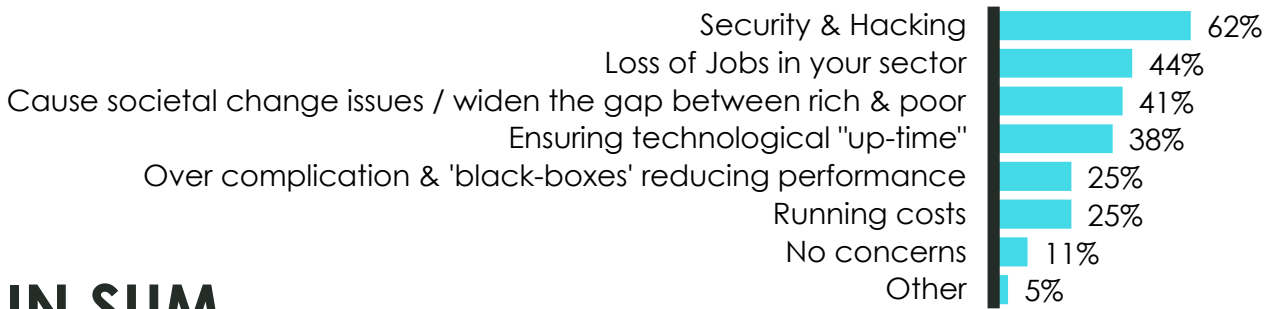 Security & Hacking 62%
Loss of Jobs in your sector 44%
Cause societal change issues / widen the gap between rich & poor 41%
Ensuring technological "up-time" 38%
Over complication & 'black-boxes' reducing performance 25%
Running costs 25%
No concerns 11%
Other 5%
IN SUM